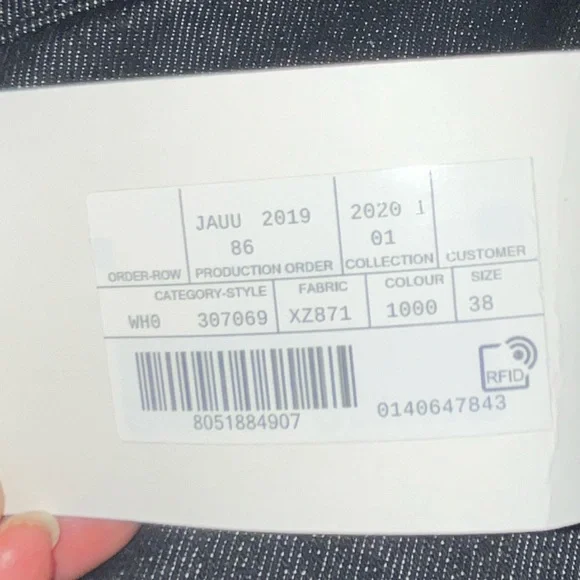 JAUU 2019
86
2020 1
01
ORDER-ROW PRODUCTION ORDER COLLECTION CUSTOMER
CATEGORY-STYLE FABRIC COLOUR SIZE
WH0 307069 XZ871 1000 38
RFID
8051884907 0140647843